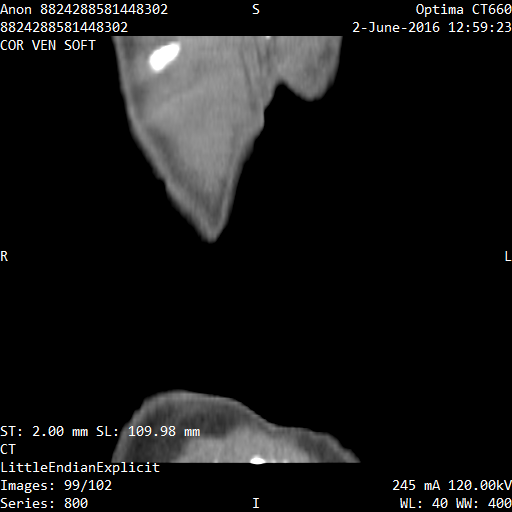 Anon 8824288581448302
S
Optima CT660
8824288581448302
2-June-2016 12:59:23
COR VEN SOFT
R
L
ST: 2.00 mm SL: 109.98 mm
CT
LittleEndianExplicit
Images: 99/102
245 mA 120.00kV
Series: 800
I
WL: 40 WW: 400